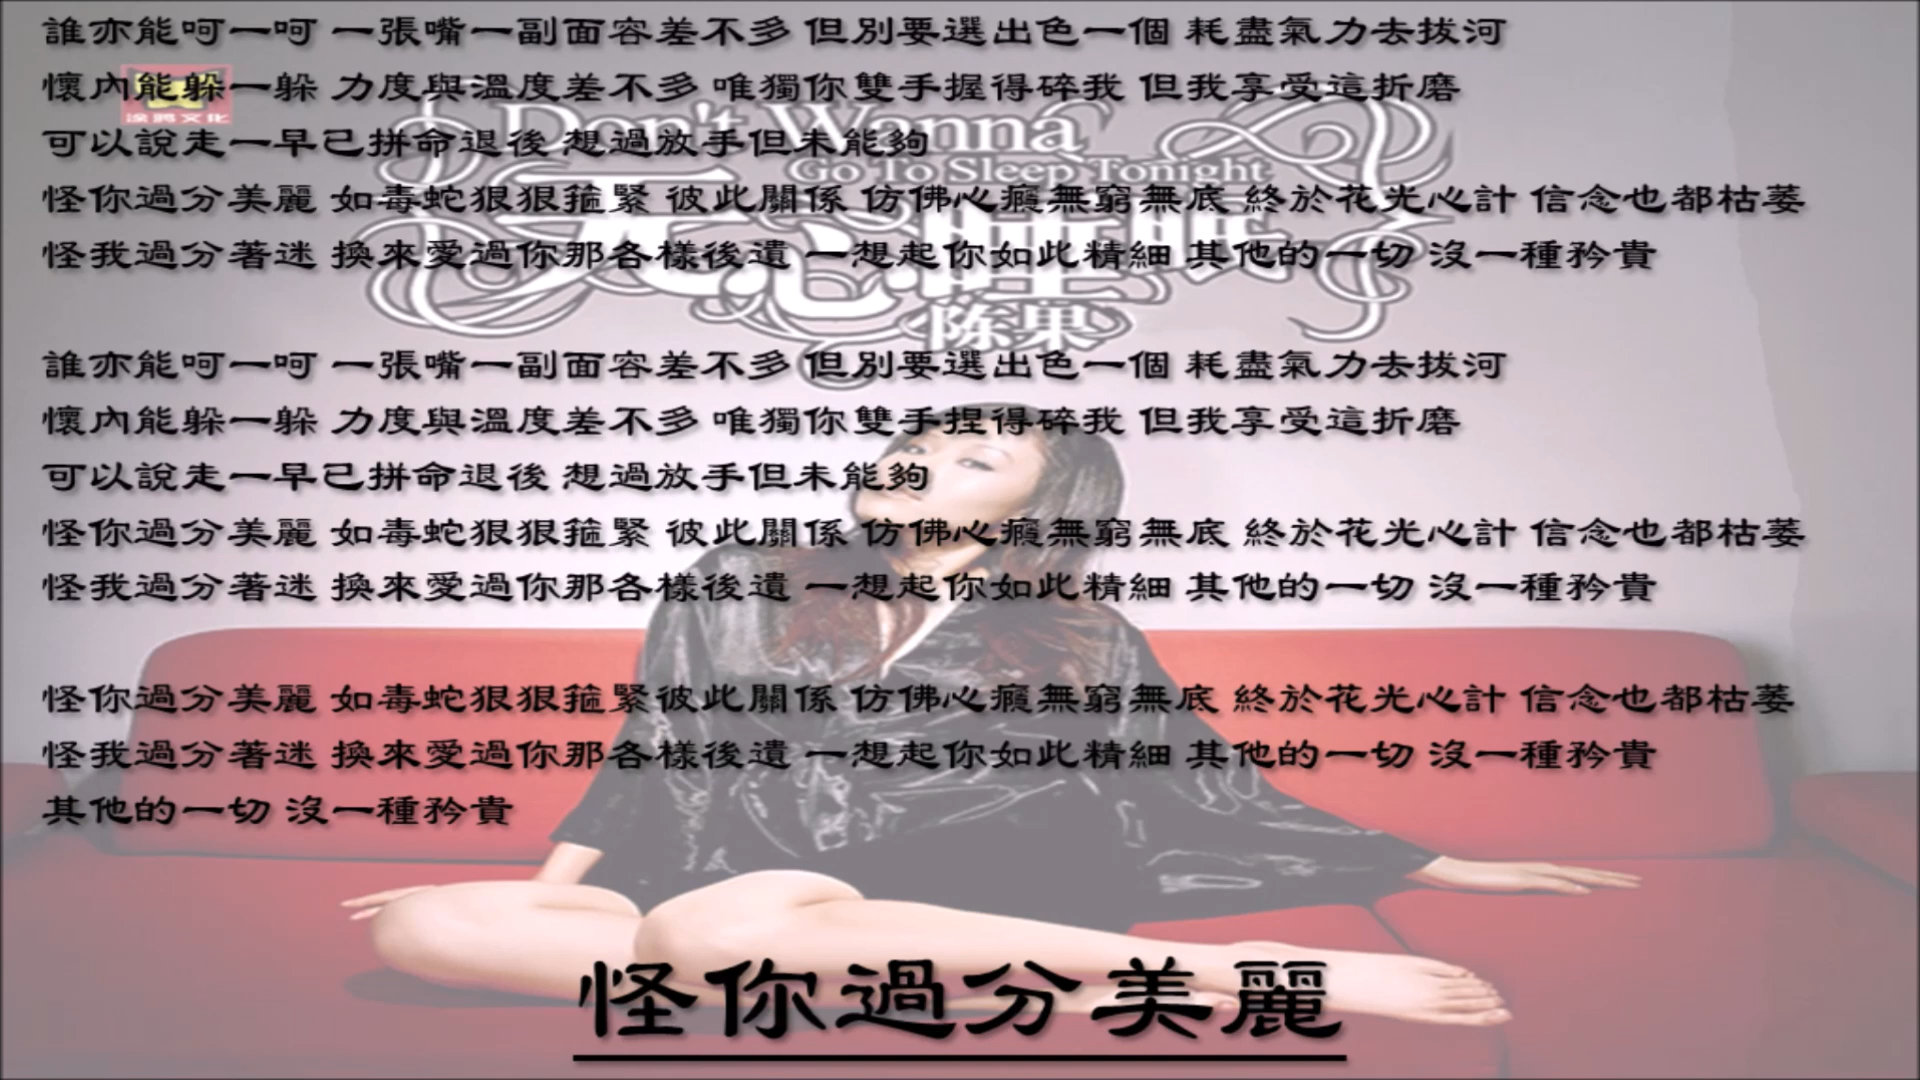 誰亦能呵一呵 一張嘴一副面容差不多 但別要選出色一個 耗盡氣力去拔河
懷內能躲一躲 力度與溫度差不多 唯獨你雙手握得碎我 但我享受這折磨
涂鸦文化
Don't Wanna
可以說走一早已拼命退後 想過放手但未能夠
Go To Sleep Tonight
怪你過分美麗 如毒蛇狠狠箍緊 彼此關係 仿佛心癮無窮無底 終於花光心計 信念也都枯萎
无心睡眠
怪我過分著迷 換來愛過你那各樣後遺 一想起你如此精細 其他的一切 沒一種矜貴
陈果
誰亦能呵一呵 一張嘴一副面容差不多 但別要選出色一個 耗盡氣力去拔河
懷內能躲一躲 力度與溫度差不多 唯獨你雙手捏得碎我 但我享受這折磨
可以說走一早已拼命退後 想過放手但未能夠
怪你過分美麗 如毒蛇狠狠箍緊 彼此關係 仿佛心癮無窮無底 終於花光心計 信念也都枯萎
怪我過分著迷 換來愛過你那各樣後遺 一想起你如此精細 其他的一切 沒一種矜貴
怪你過分美麗 如毒蛇狠狠箍緊彼此關係 仿佛心癮無窮無底 終於花光心計 信念也都枯萎
怪我過分著迷 換來愛過你那各樣後遺 一想起你如此精細 其他的一切 沒一種矜貴
其他的一切 沒一種矜貴
怪你過分美麗